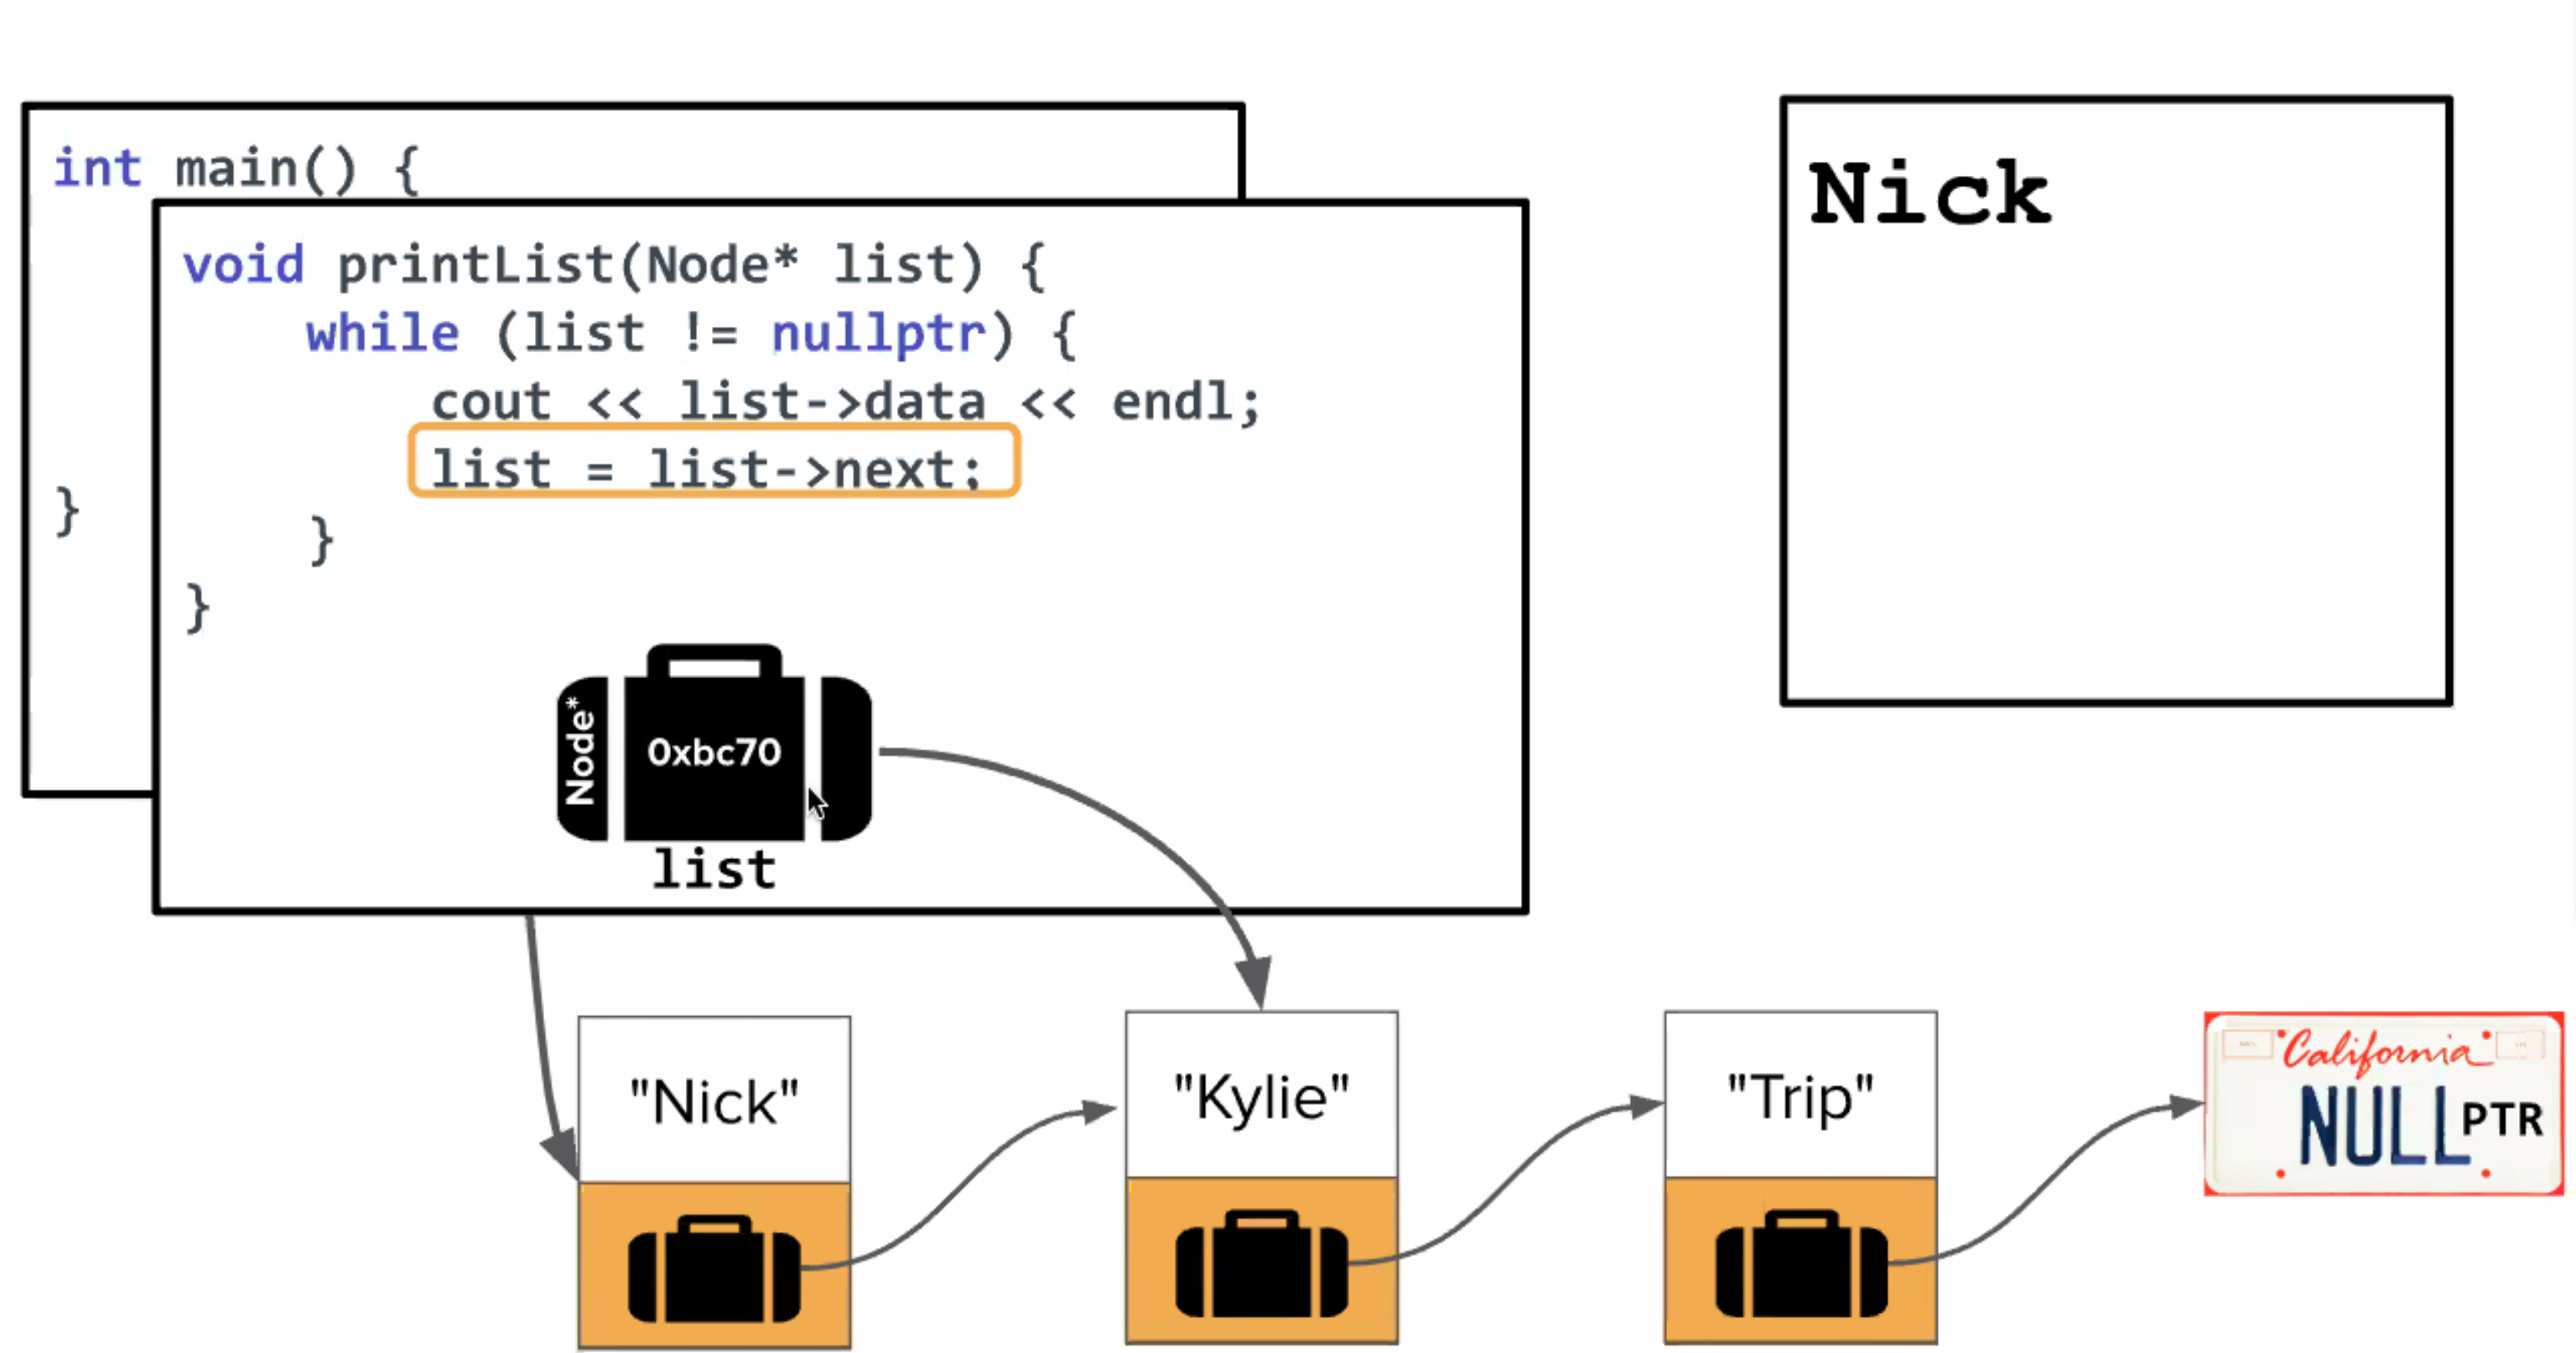 int main() {
}
void printList(Node* list) {
while (list != nullptr) {
cout << list->data << endl;
list = list->next;
}
}
Node*
0xbc70
list
Nick
"Nick"
"Kylie"
"Trip"
California
NULL PTR